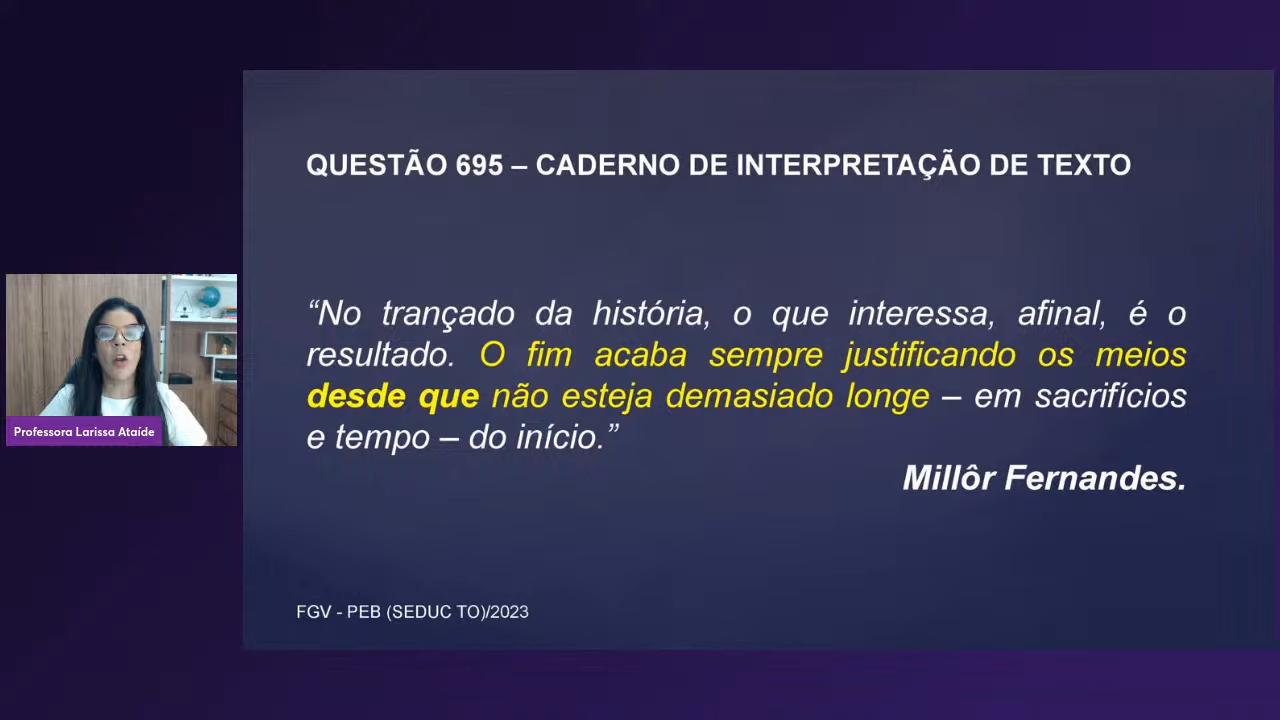 QUESTÃO 695 – CADERNO DE INTERPRETAÇÃO DE TEXTO
“No trançado da história, o que interessa, afinal, é o
resultado. O fim acaba sempre justificando os meios
desde que não esteja demasiado longe – em sacrifícios
e tempo – do início.”
Millôr Fernandes.
Professora Larissa Ataíde
FGV - PEB (SEDUC TO)/2023